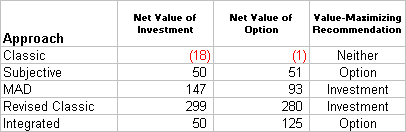 Approach Net Value of Investment Net Value of Option Value-Maximizing Recommendation
Classic (18) (1) Neither
Subjective 50 51 Option
MAD 147 93 Investment
Revised Classic 299 280 Investment
Integrated 50 125 Option